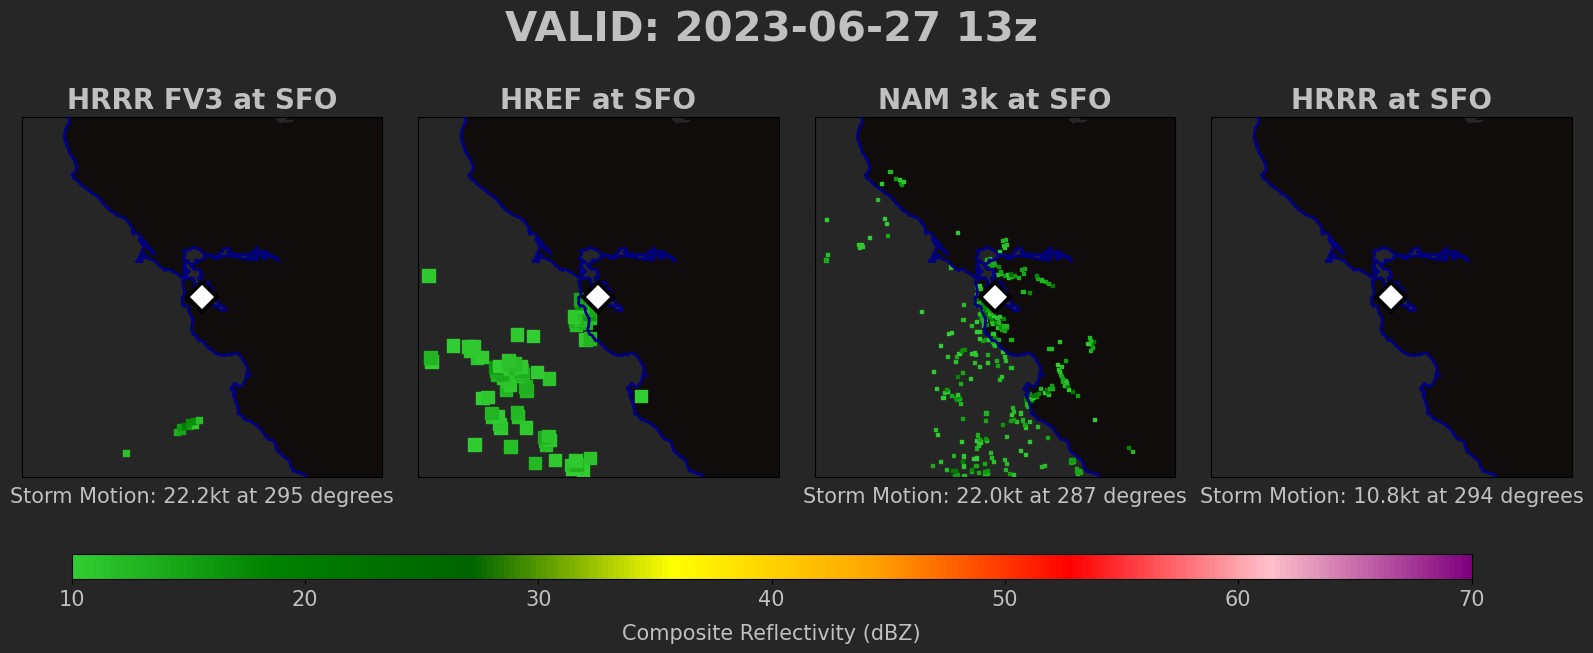 VALID: 2023-06-27 13z
HRRR FV3 at SFO
HREF at SFO
NAM 3k at SFO
HRRR at SFO
Storm Motion: 22.2kt at 295 degrees
Storm Motion: 22.0kt at 287 degrees
Storm Motion: 10.8kt at 294 degrees
10 20 30 40 50 60 70
Composite Reflectivity (dBZ)